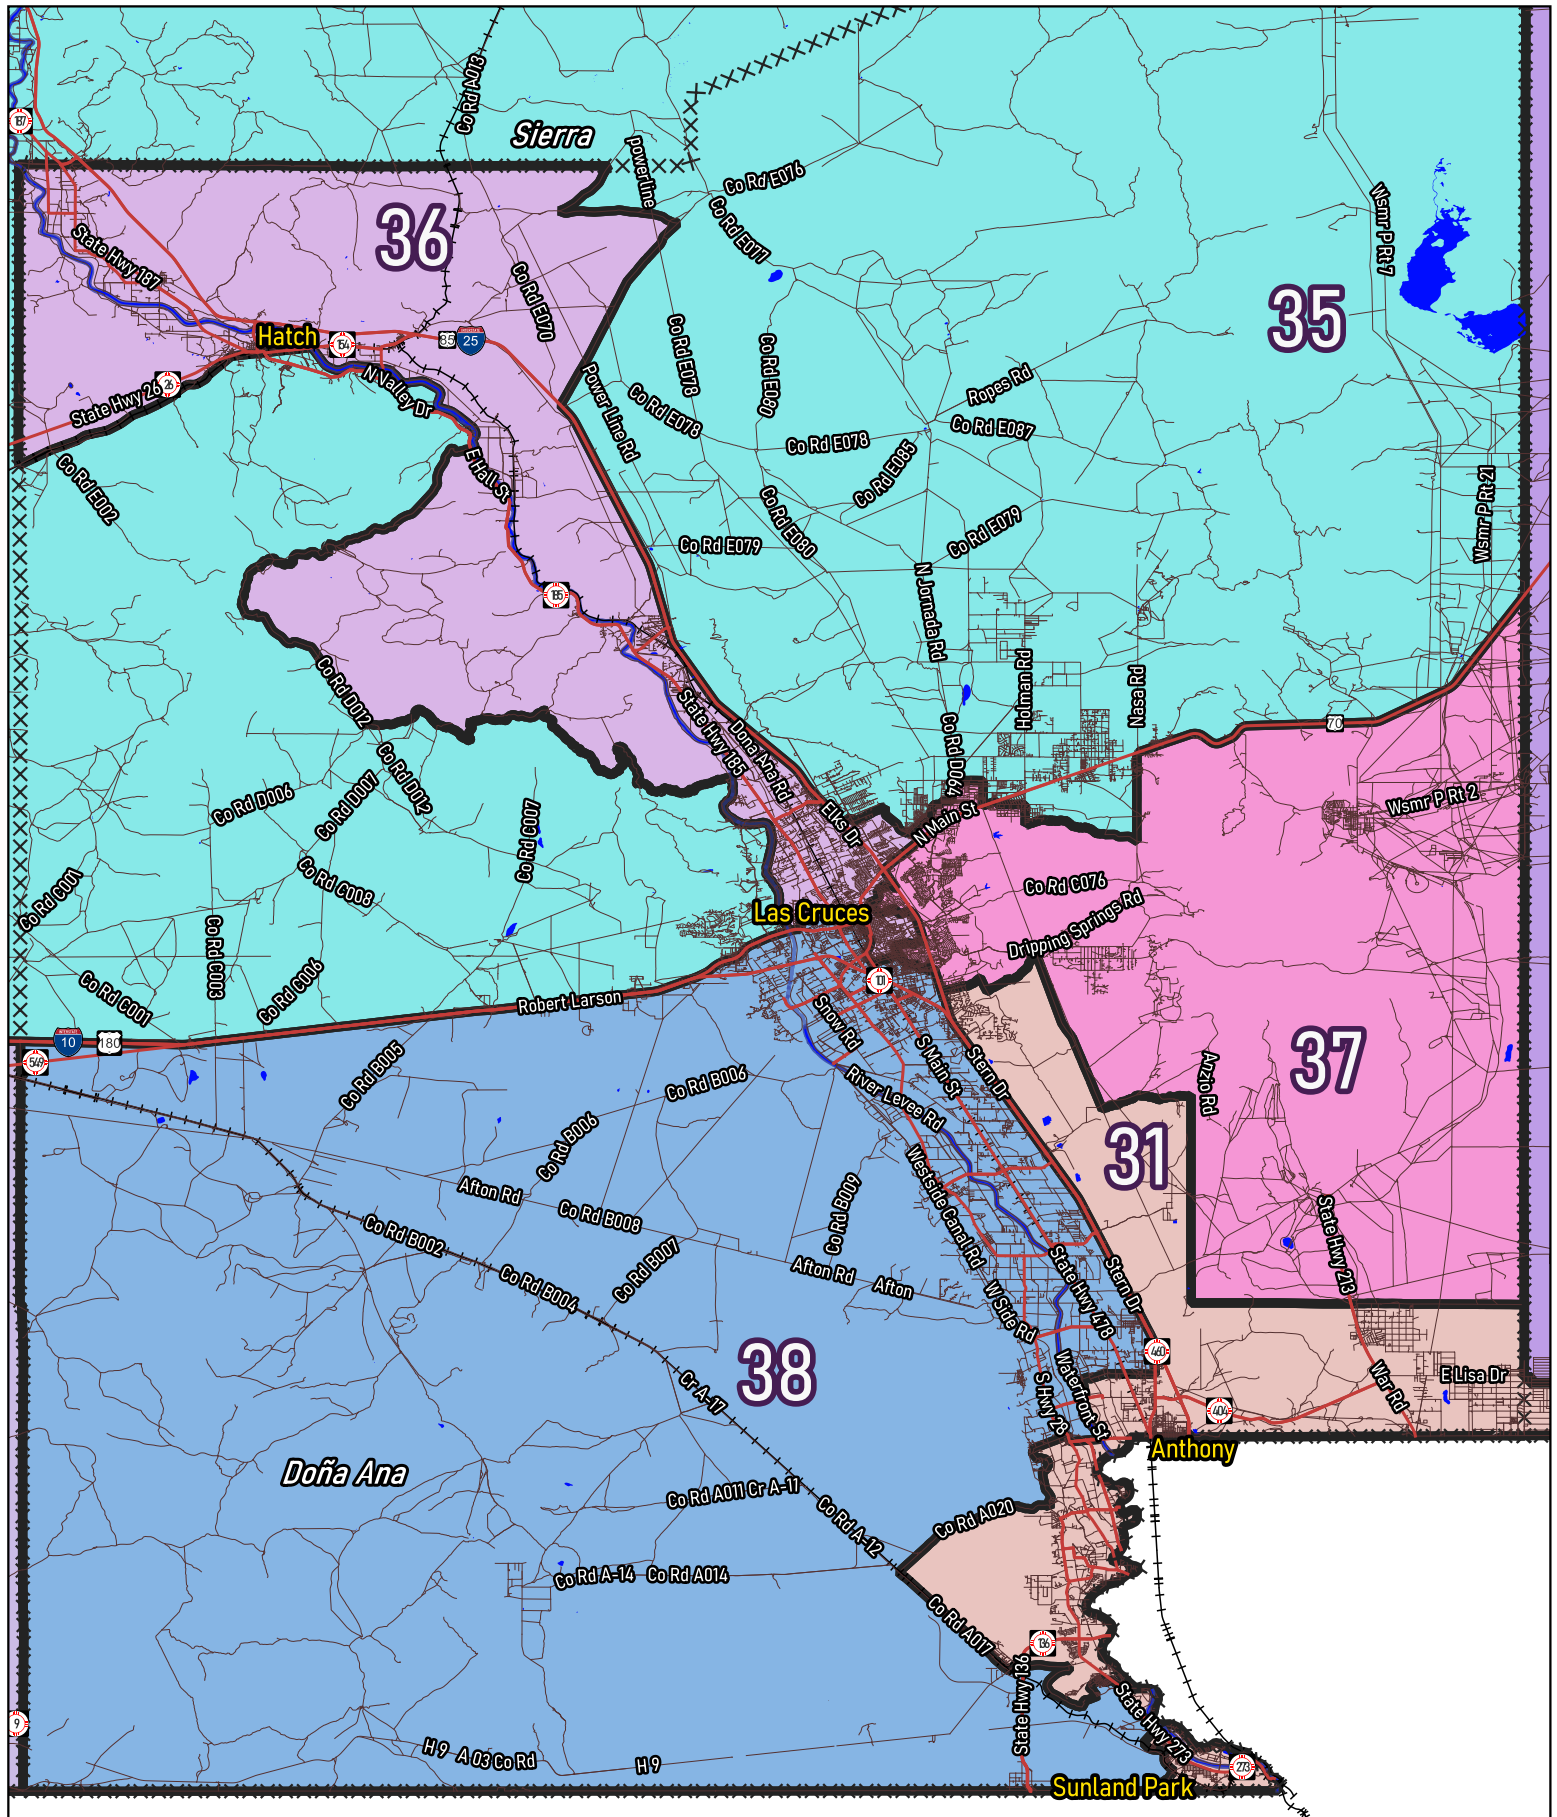 Co Rd A013
187
Sierra
powerline
Co Rd E076
36
Wsmr P Rt 7
Co Rd E077
State Hwy 187
Co Rd E070
35
Hatch
154
85
25
Co Rd E078
Co Rd E080
Ropes Rd
26
State Hwy 26
N Valley Dr
Power Line Rd
Co Rd E078
Co Rd E087
Co Rd E078
E Hall St
Co Rd E085
Co Rd E002
Wsmr P Rt 21
Co Rd E080
Co Rd E079
Co Rd E079
185
N Jornada Rd
Holman Rd
Co Rd D012
Nasa Rd
State Hwy 185
Dona Ana Rd
70
Co Rd D012
Co Rd D006
Co Rd D007
Co Rd C007
Elks Dr
N Main St
Wsmr P Rt 2
Co Rd C001
Co Rd C008
Co Rd C076
Las Cruces
Dripping Springs Rd
Co Rd C003
Co Rd C006
Co Rd C001
101
Robert Larson
Snow Rd
10
180
549
S Main St
Stern Dr
37
Co Rd B005
Co Rd B006
River Levee Rd
Anzio Rd
Co Rd B006
31
Afton Rd
Co Rd B008
Westside Canal Rd
Co Rd B009
Co Rd B002
Co Rd B007
State Hwy 213
Co Rd B004
Afton Rd
Afton
State Hwy 478
Stern Dr
W Side Rd
38
460
Cr A-17
S Hwy 28
Waterfront St
War Rd
E Lisa Dr
404
Anthony
Doña Ana
Co Rd A011 Cr A-11
Co Rd A-12
Co Rd A020
Co Rd A-14
Co Rd A014
Co Rd A017
136
State Hwy 136
State Hwy 273
9
H 9
A 03 Co Rd
H 9
Sunland Park
273